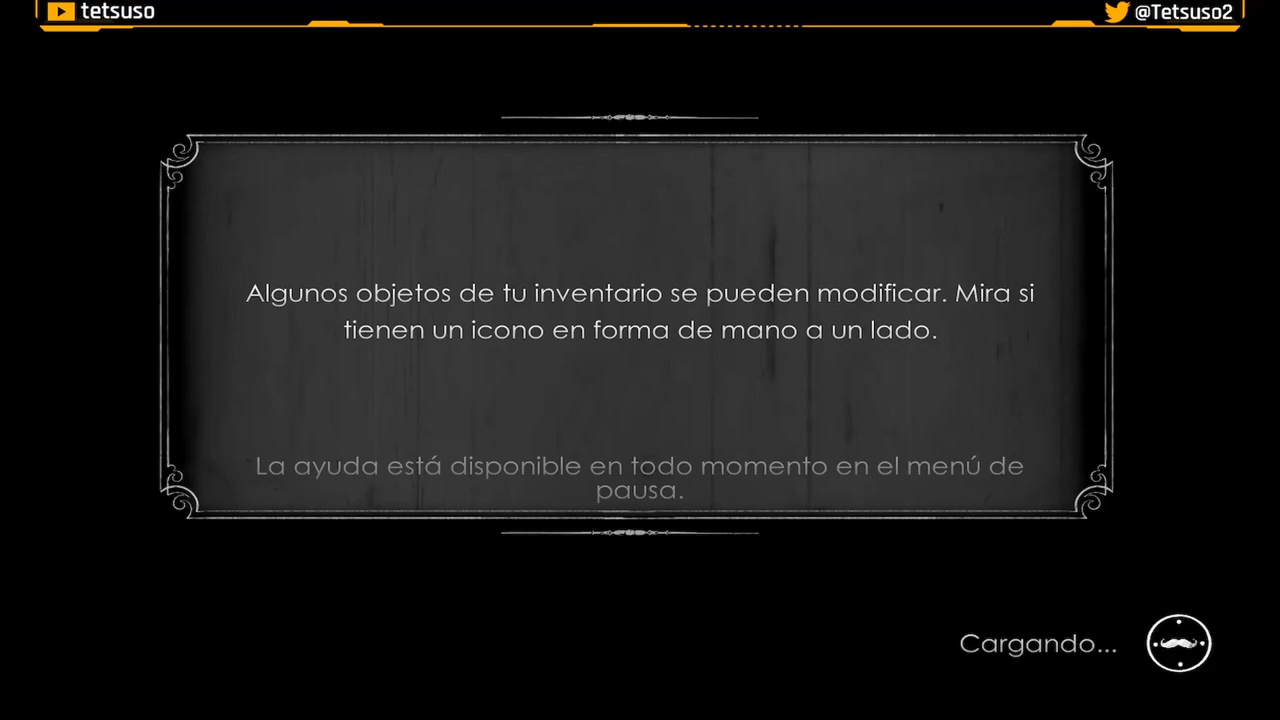 tetsuso
@Tetsuso2
Algunos objetos de tu inventario se pueden modificar. Mira si
tienen un icono en forma de mano a un lado.
La ayuda está disponible en todo momento en el menú de
pausa.
Cargando...